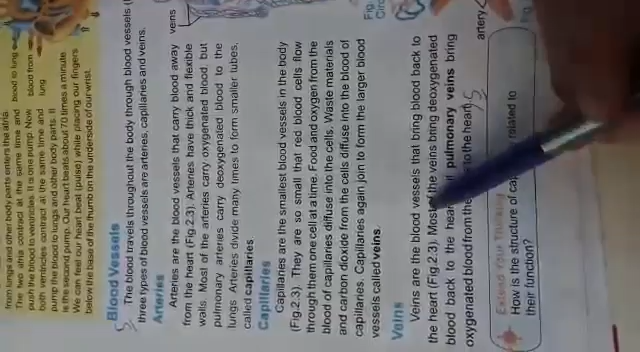 from lungs and other body parts enters the atria.
The two atria contract at the same time and
push the blood to ventricles. It is one pump. Now
both ventricles contract at the same time and
pump the blood to lungs and other body parts. It
is the second pump. Our heart beats about 70 times a minute.
We can feel our heart beat (pulse) while placing our fingers
below the base of the thumb on the underside of our wrist.
blood to lung
blood from
lung
Blood Vessels
The blood travels throughout the body through blood vessels
three types of blood vessels are arteries, capillaries and veins.
Arteries
Arteries are the blood vessels that carry blood away
from the heart (Fig.2.3). Arteries have thick and flexible
walls. Most of the arteries carry oxygenated blood, but
pulmonary arteries carry deoxygenated blood to the
lungs. Arteries divide many times to form smaller tubes,
called capillaries
veins
Capillaries
Capillaries are the smallest blood vessels in the body
(Fig.2.3). They are so small that red blood cells flow
through them one cell at a time. Food and oxygen from the
blood of capillaries diffuse into the cells. Waste materials
and carbon dioxide from the cells diffuse into the blood of
capillaries. Capillaries again join to form the larger blood
vessels called veins.
Fig.
Veins
Veins are the blood vessels that bring blood back to
the heart (Fig.2.3). Most of the veins bring deoxygenated
blood back to the heart pulmonary veins bring
oxygenated blood from the to the heart.
artery
Fig
Extend Your Thinking
How is the structure of related to
their function?